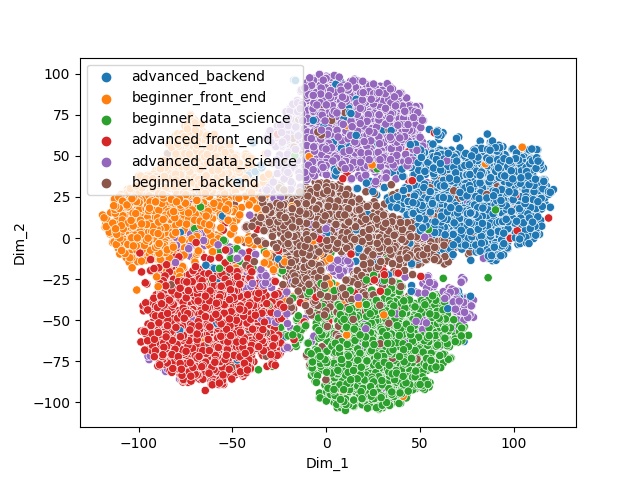 advanced_backend
beginner_front_end
beginner_data_science
advanced_front_end
advanced_data_science
beginner_backend
100
75
50
25
0
−25
−50
−75
−100
Dim_2
−100 −50 0 50 100
Dim_1